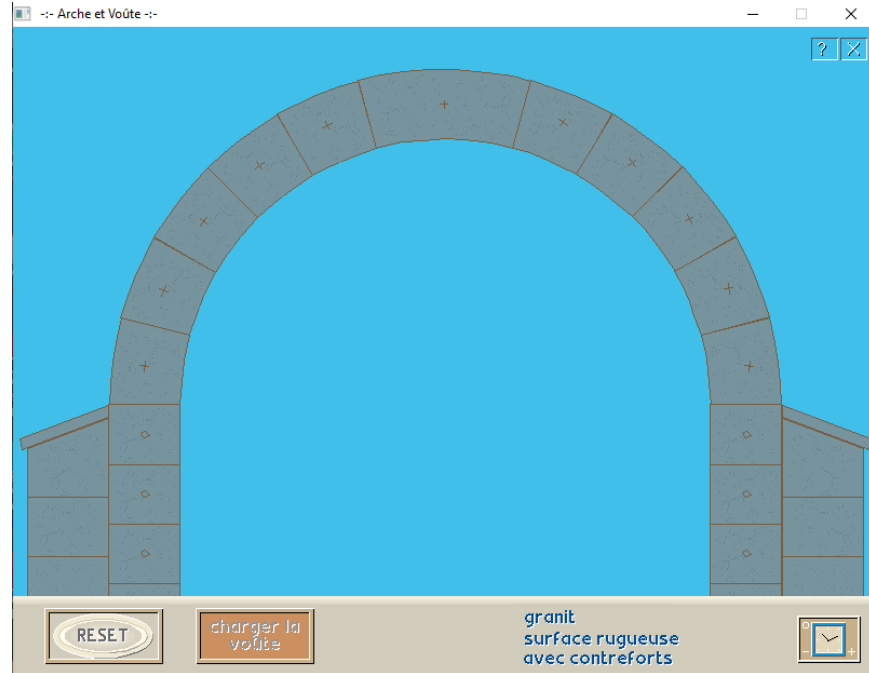 -:- Arche et Voûte -:-
?
RESET
charger la
voûte
granit
surface rugueuse
avec contreforts
O
- +